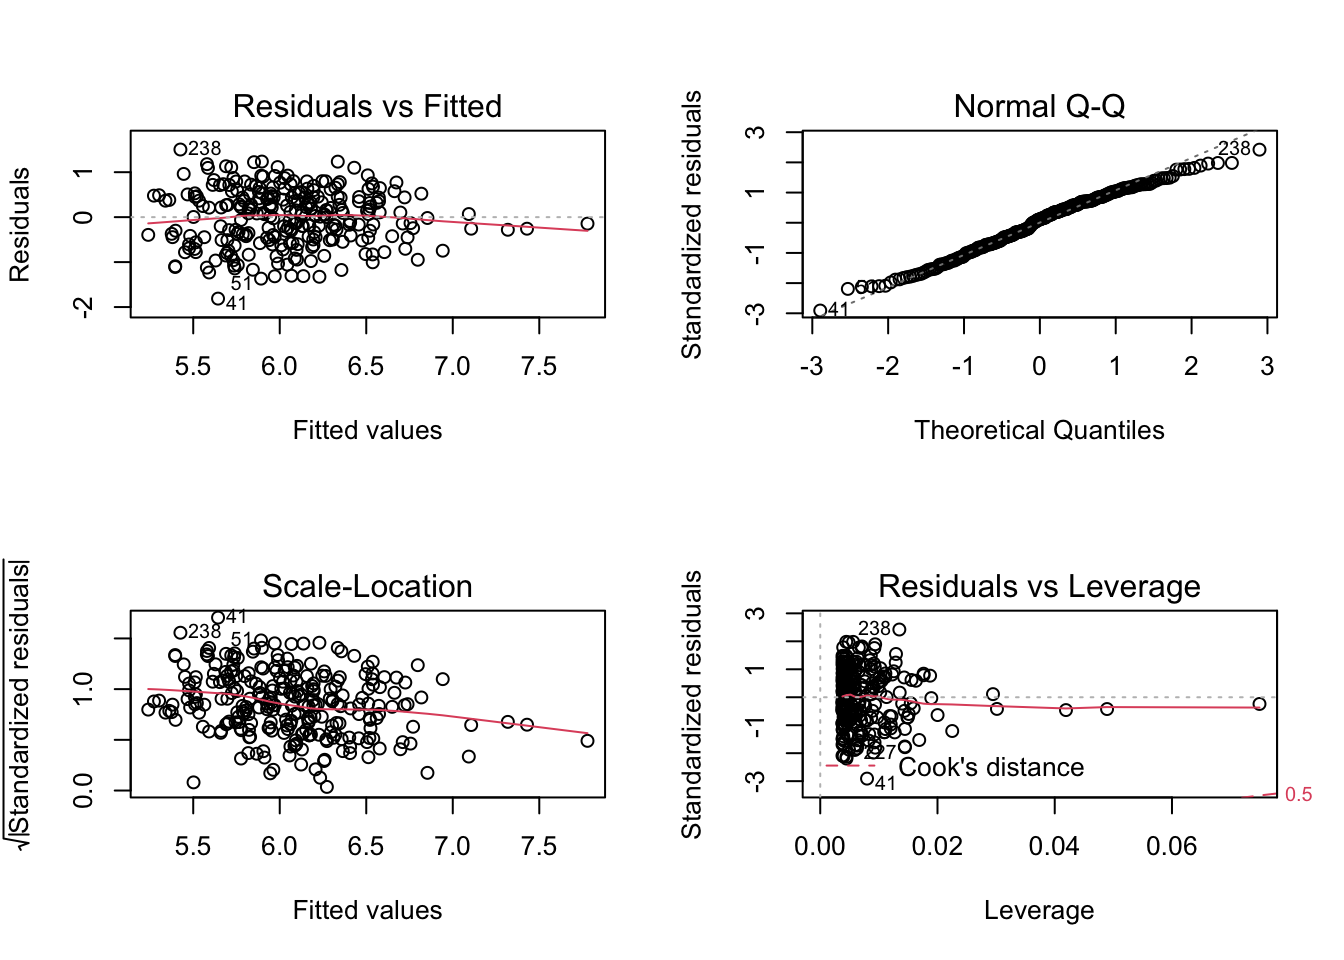 Residuals vs Fitted
Residuals
1
0
-2
238
51
41
5.5 6.0 6.5 7.0 7.5
Fitted values
Normal Q-Q
Standardized residuals
3
1
-1
-3
238
41
-3 -2 -1 0 1 2 3
Theoretical Quantiles
Scale-Location
√|Standardized residuals|
1.0
0.0
41
238
51
5.5 6.0 6.5 7.0 7.5
Fitted values
Residuals vs Leverage
Standardized residuals
3
1
-1
-3
238
227
Cook's distance
41
0.5
0.00 0.02 0.04 0.06
Leverage